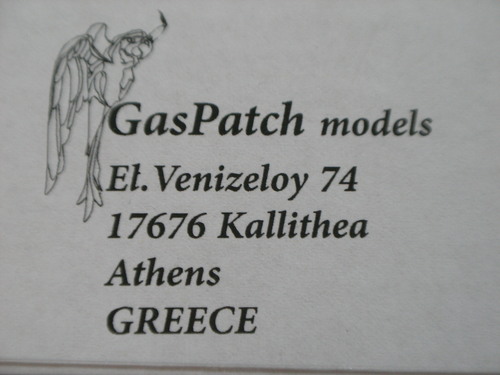 GasPatch models
El. Venizeloy 74
17676 Kallithea
Athens
GREECE